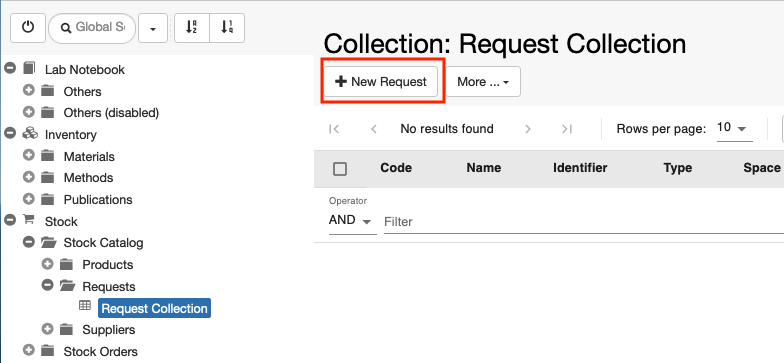 Global Se
Collection: Request Collection
New Request
More ...
Lab Notebook
Others
Others (disabled)
Inventory
Materials
Methods
Publications
Stock
Stock Catalog
Products
Requests
Request Collection
Suppliers
Stock Orders
No results found
Rows per page: 10
Code Name Identifier Type Space
Operator
AND Filter